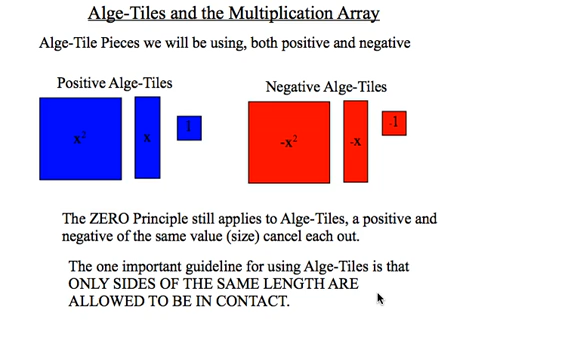 Alge-Tiles and the Multiplication Array
Alge-Tile Pieces we will be using, both positive and negative
Positive Alge-Tiles
Negative Alge-Tiles
x²
x
1
-x²
-x
-1
The ZERO Principle still applies to Alge-Tiles, a positive and
negative of the same value (size) cancel each out.
The one important guideline for using Alge-Tiles is that
ONLY SIDES OF THE SAME LENGTH ARE
ALLOWED TO BE IN CONTACT.